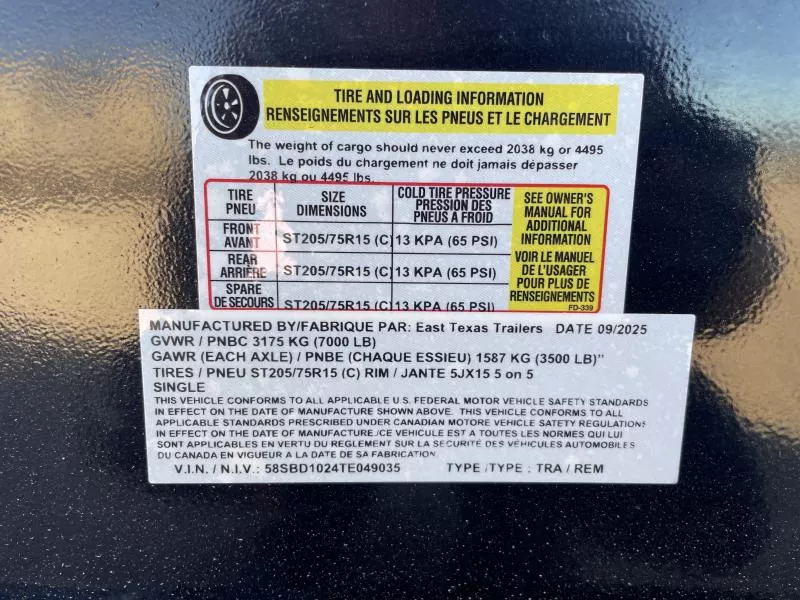 TIRE AND LOADING INFORMATION
RENSEIGNEMENTS SUR LES PNEUS ET LE CHARGEMENT
The weight of cargo should never exceed 2038 kg or 4495
lbs. Le poids du chargement ne doit jamais dépasser
2038 kg ou 4495 lbs.
TIRE PNEU SIZE DIMENSIONS COLD TIRE PRESSURE PRESSION DES PNEUS A FROID
FRONT AVANT ST205/75R15 (C) 13 KPA (65 PSI)
REAR ARRIÈRE ST205/75R15 (C) 13 KPA (65 PSI)
SPARE DE SECOURS ST205/75R15 (C) 13 KPA (65 PSI)
SEE OWNER'S
MANUAL FOR
ADDITIONAL
INFORMATION
VOIR LE MANUEL
DE L'USAGER
POUR PLUS DE
RENSEIGNEMENTS
FD-339
MANUFACTURED BY/FABRIQUE PAR: East Texas Trailers DATE 09/2025
GVWR / PNBC 3175 KG (7000 LB)
GAWR (EACH AXLE) / PNBE (CHAQUE ESSIEU) 1587 KG (3500 LB)"
TIRES / PNEU ST205/75R15 (C) RIM / JANTE 5JX15 5 on 5
SINGLE
THIS VEHICLE CONFORMS TO ALL APPLICABLE U.S. FEDERAL MOTOR VEHICLE SAFETY STANDARDS
IN EFFECT ON THE DATE OF MANUFACTURE SHOWN ABOVE. THIS VEHICLE CONFORMS TO ALL
APPLICABLE STANDARDS PRESCRIBED UNDER CANADIAN MOTORE VEHICLE SAFETY REGULATIONS
IN EFFECT ON THE DATE OF MANUFACTURE./CE VEHICULE EST A TOUTES LES NORMES QUI LUI
SONT APPLICABLES EN VERTU DU REGLEMENT SUR LA SECURITE DES VEHICULES AUTOMOBILES
DU CANADA EN VIGUEUR A LA DATE DE SA FABRICATION
V.I.N. / N.I.V.: 58SBD1024TE049035 TYPE /TYPE : TRA / REM